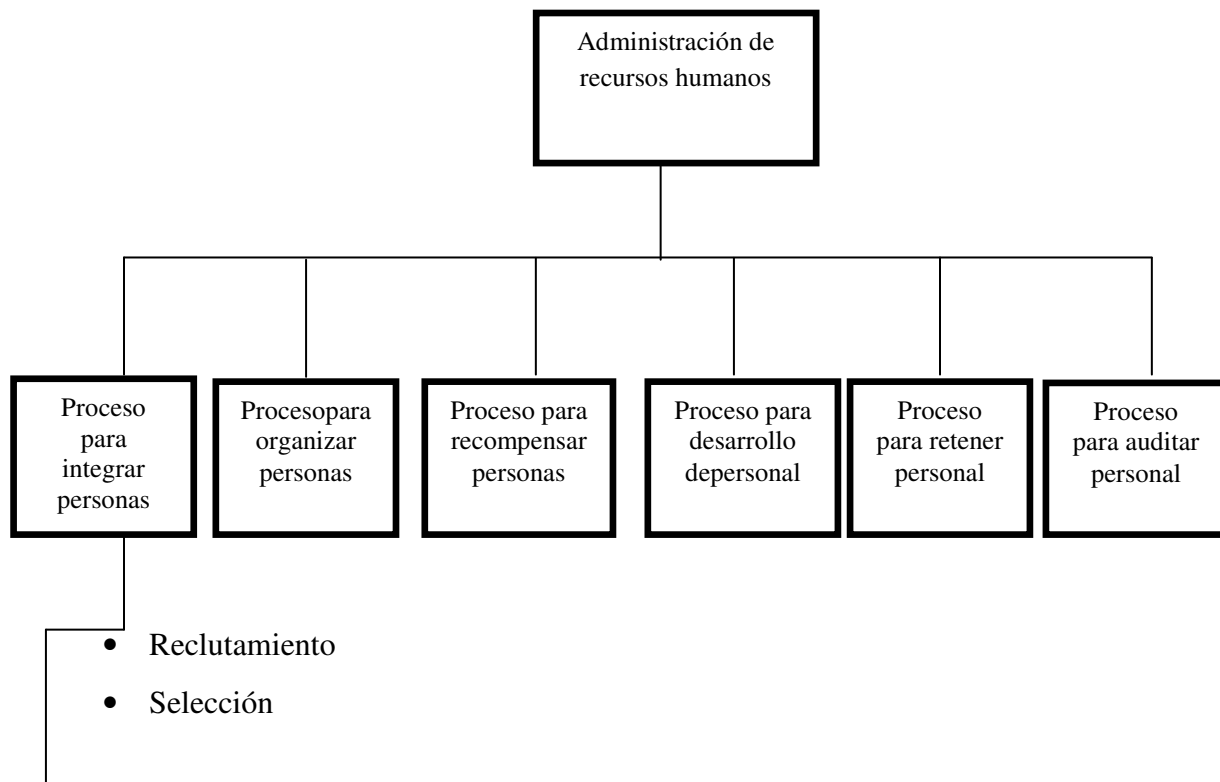 Administración de
recursos humanos
Proceso
para
integrar
personas
Procesopara
organizar
personas
Proceso para
recompensar
personas
Proceso para
desarrollo
depersonal
Proceso
para retener
personal
Proceso
para auditar
personal
• Reclutamiento
• Selección